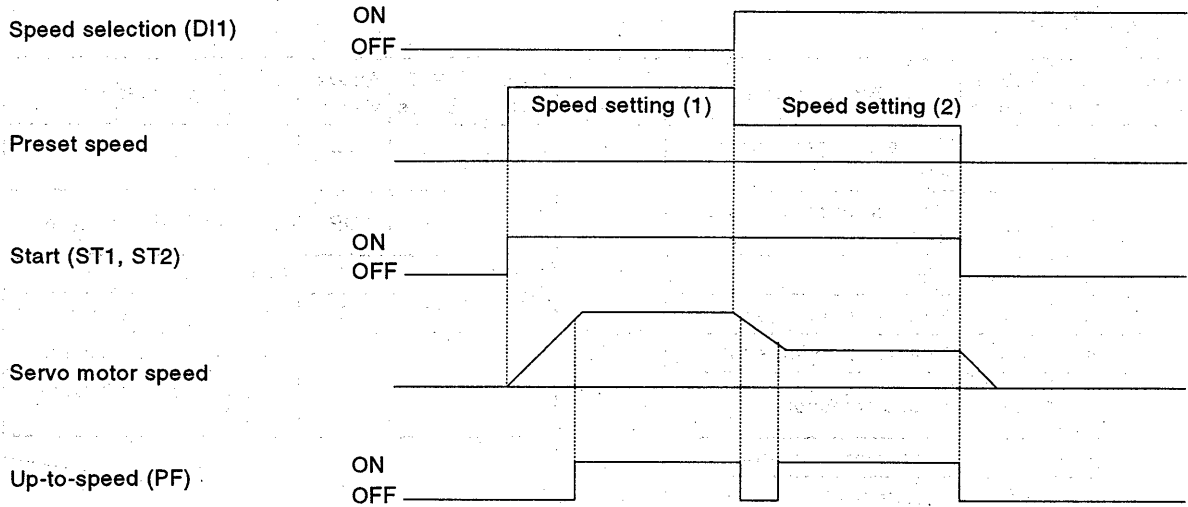 Speed selection (DI1)
ON
OFF
Speed setting (1)
Speed setting (2)
Preset speed
Start (ST1, ST2)
ON
OFF
Servo motor speed
Up-to-speed (PF)
ON
OFF